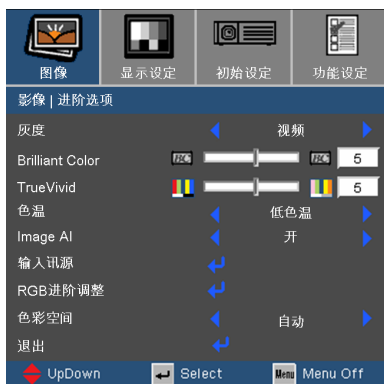 图像 显示设定 初始设定 功能设定
影像 | 进阶选项
灰度 视频
Brilliant Color BC BC 5
TrueVivid 5
色温 低色温
Image AI 开
输入讯源
RGB进阶调整
色彩空间 自动
退出
UpDown Select Menu Menu Off